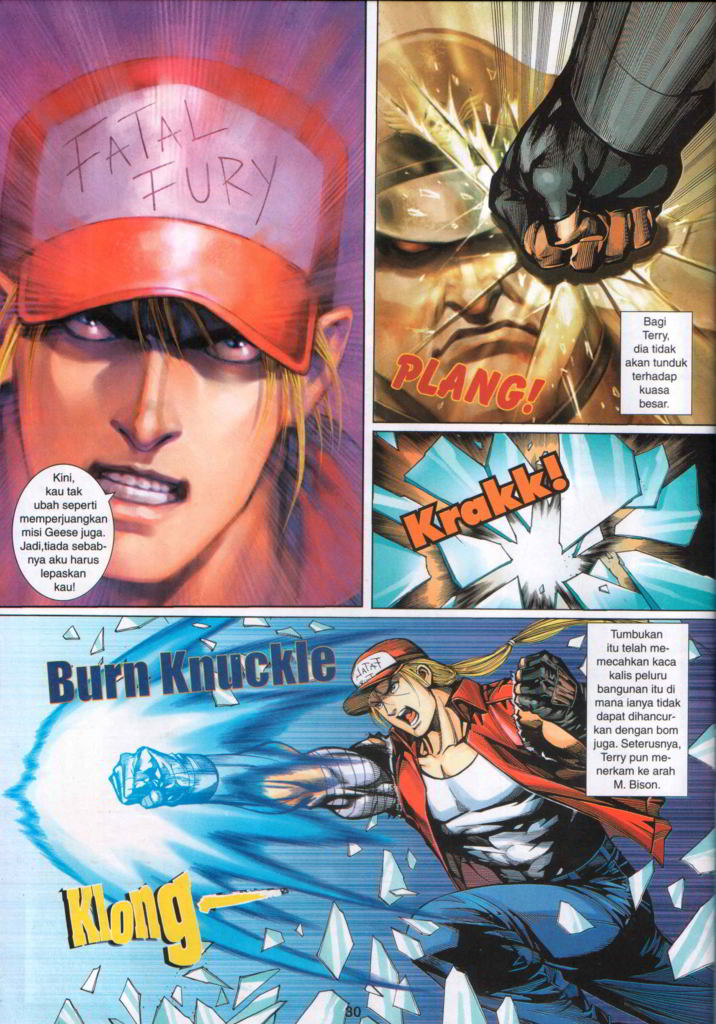 FATAL
FURY
Kini,
kau tak
ubah seperti
memperjuangkan
misi Geese juga.
Jadi,tiada sebab-
nya aku harus
lepaskan
kau!
PLANG!
Bagi
Terry,
dia tidak
akan tunduk
terhadap
kuasa
besar.
Krakk!
Burn Knuckle
FATAF
Tumbukan
itu telah me-
mecahkan kaca
kalis peluru
bangunan itu di
mana ianya tidak
dapat dihancur-
kan dengan bom
juga. Seterusnya,
Terry pun me-
nerkam ke arah
M. Bison.
Klong
30